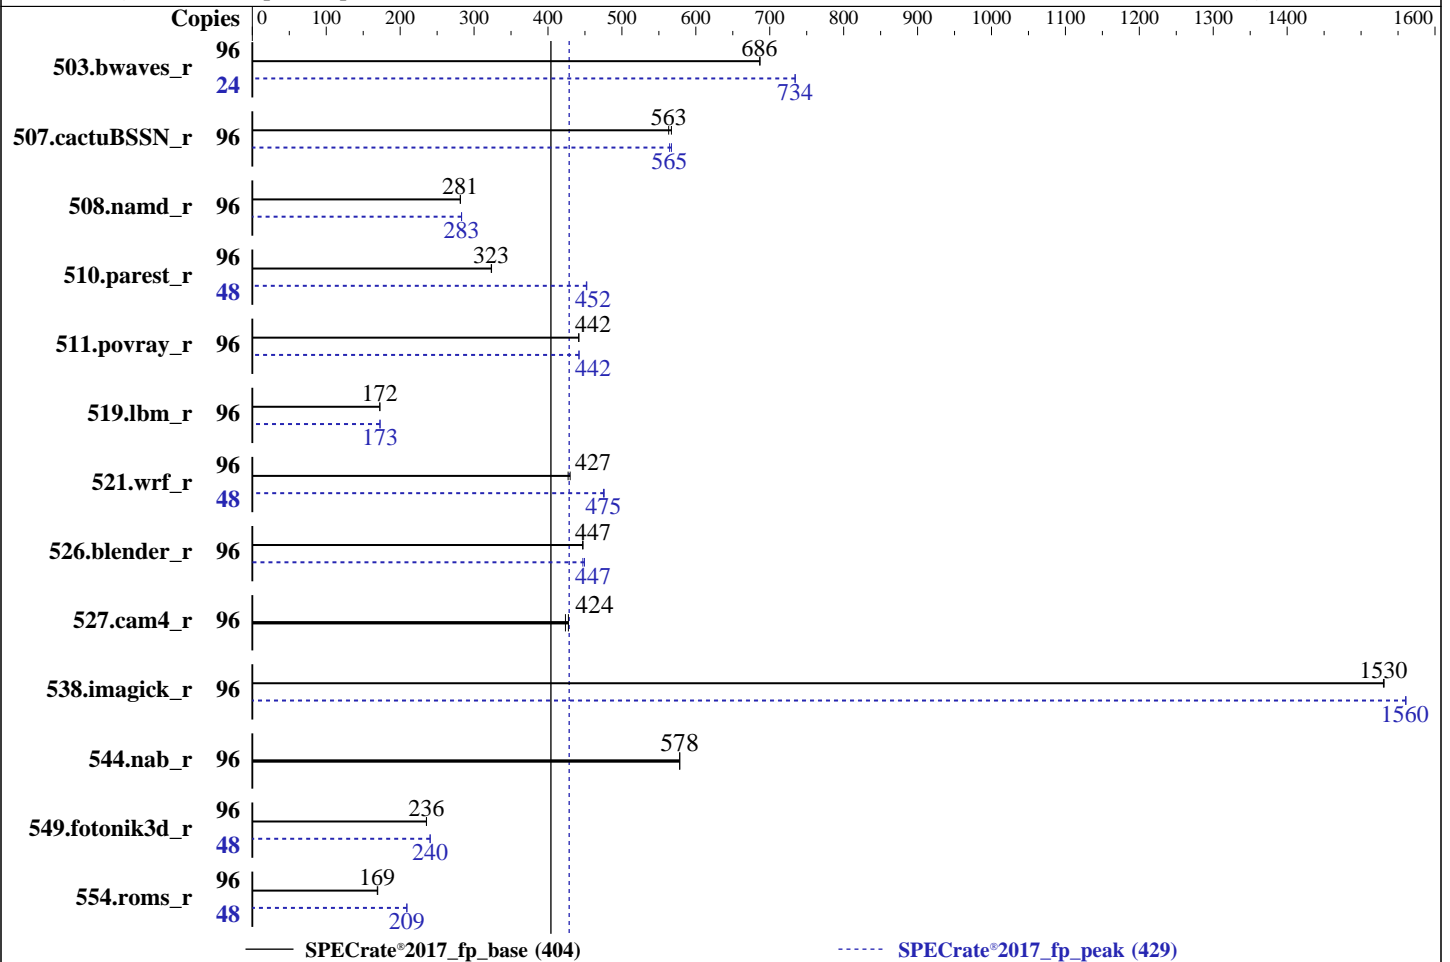 Copies 0 100 200 300 400 500 600 700 800 900 1000 1100 1200 1300 1400 1600
503.bwaves_r 96 686
24 734
507.cactuBSSN_r 96 563
565
508.namd_r 96 281
283
510.parest_r 96 323
48 452
511.povray_r 96 442
442
519.lbm_r 96 172
173
521.wrf_r 96 427
48 475
526.blender_r 96 447
447
527.cam4_r 96 424
538.imagick_r 96 1530
1560
544.nab_r 96 578
549.fotonik3d_r 96 236
48 240
554.roms_r 96 169
48 209
SPECrate®2017_fp_base (404) SPECrate®2017_fp_peak (429)